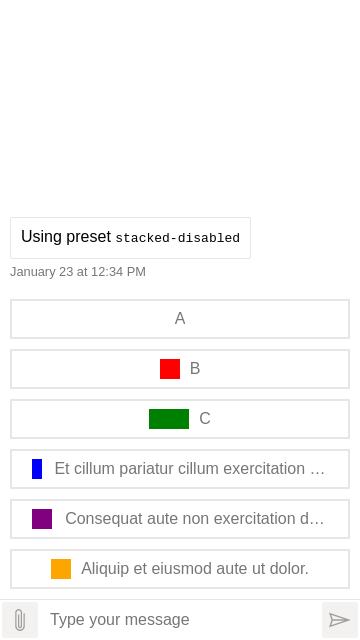 Using preset stacked-disabled
January 23 at 12:34 PM
A
B
C
Et cillum pariatur cillum exercitation …
Consequat aute non exercitation d…
Aliquip et eiusmod aute ut dolor.
Type your message